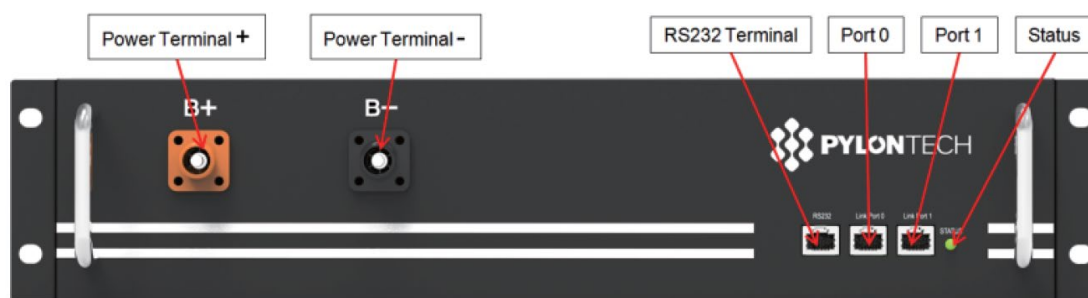 Power Terminal +
Power Terminal -
RS232 Terminal
Port 0
Port 1
Status
B+
B-
PYLONTECH
RS232
Link Port 0
Link Port 1
STATUS